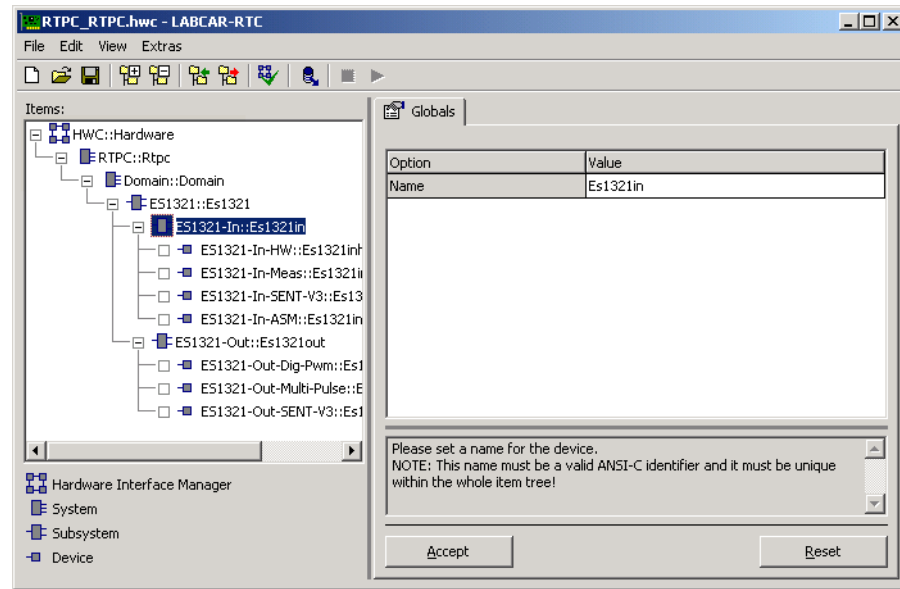 RTPC_RTPC.hwc - LABCAR-RTC
File Edit View Extras
Items:
HWC::Hardware
RTPC::Rtpc
Domain::Domain
ES1321::Es1321
ES1321-In::Es1321in
ES1321-In-HW::Es1321inh
ES1321-In-Meas::Es1321i
ES1321-In-SENT-V3::Es13
ES1321-In-ASM::Es1321in
ES1321-Out::Es1321out
ES1321-Out-Dig-Pwm::Es1
ES1321-Out-Multi-Pulse::E
ES1321-Out-SENT-V3::Es1
Hardware Interface Manager
System
Subsystem
Device
Globals
Option Value
Name Es1321in
Please set a name for the device.
NOTE: This name must be a valid ANSI-C identifier and it must be unique
within the whole item tree!
Accept Reset